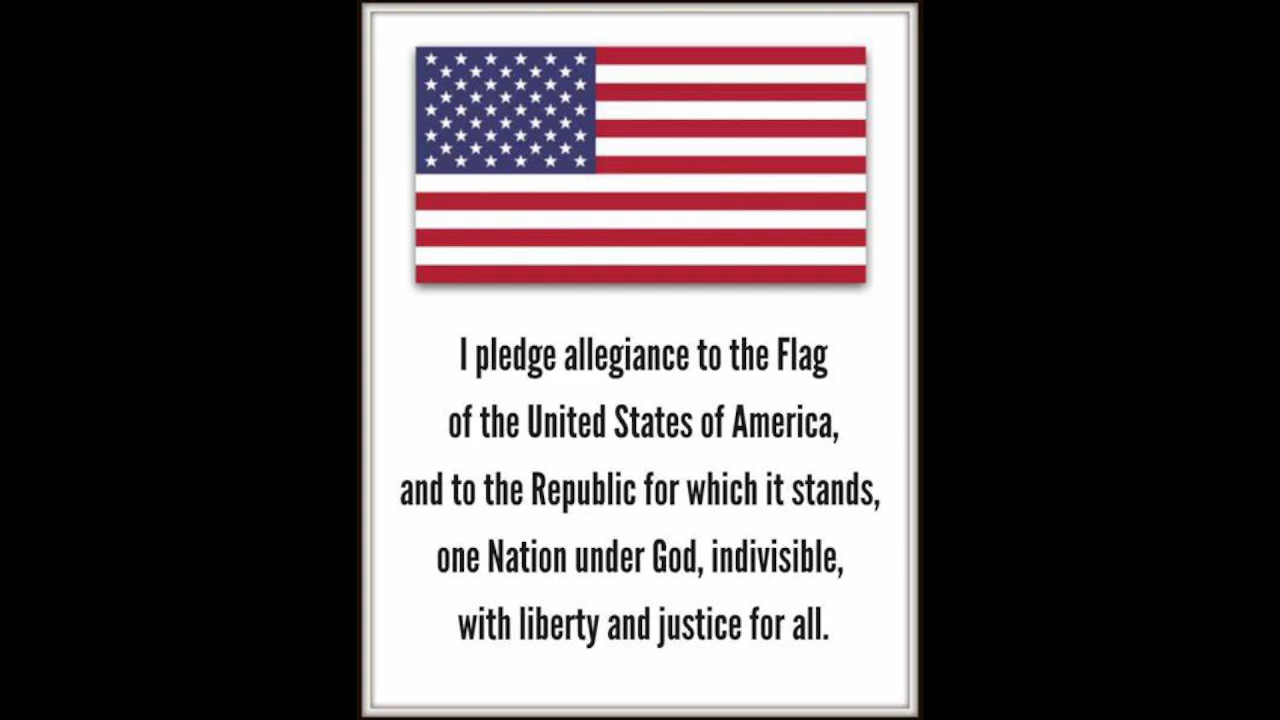 I pledge allegiance to the Flag
of the United States of America,
and to the Republic for which it stands,
one Nation under God, indivisible,
with liberty and justice for all.